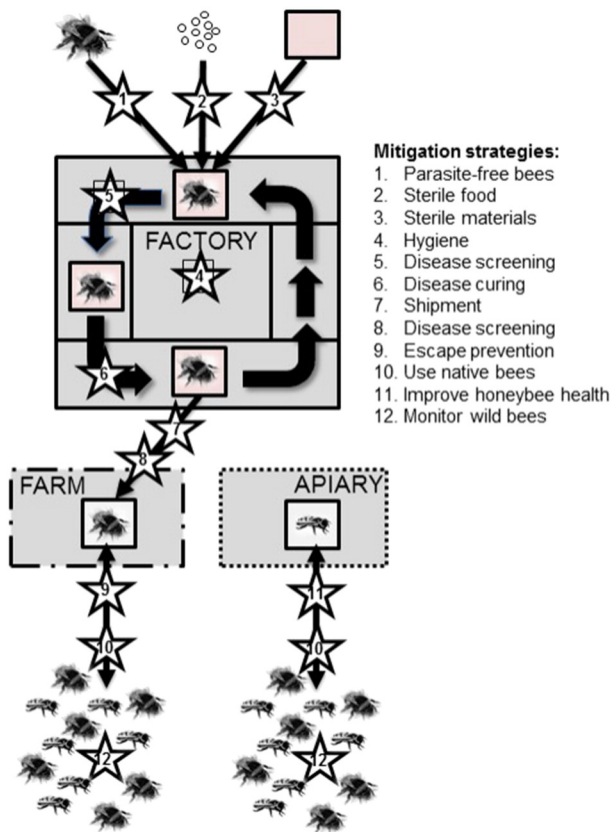 1
2
3
5
FACTORY
4
6
7
8
Mitigation strategies:
1. Parasite-free bees
2. Sterile food
3. Sterile materials
4. Hygiene
5. Disease screening
6. Disease curing
7. Shipment
8. Disease screening
9. Escape prevention
10. Use native bees
11. Improve honeybee health
12. Monitor wild bees
FARM
APIARY
9
11
10
10
12
12